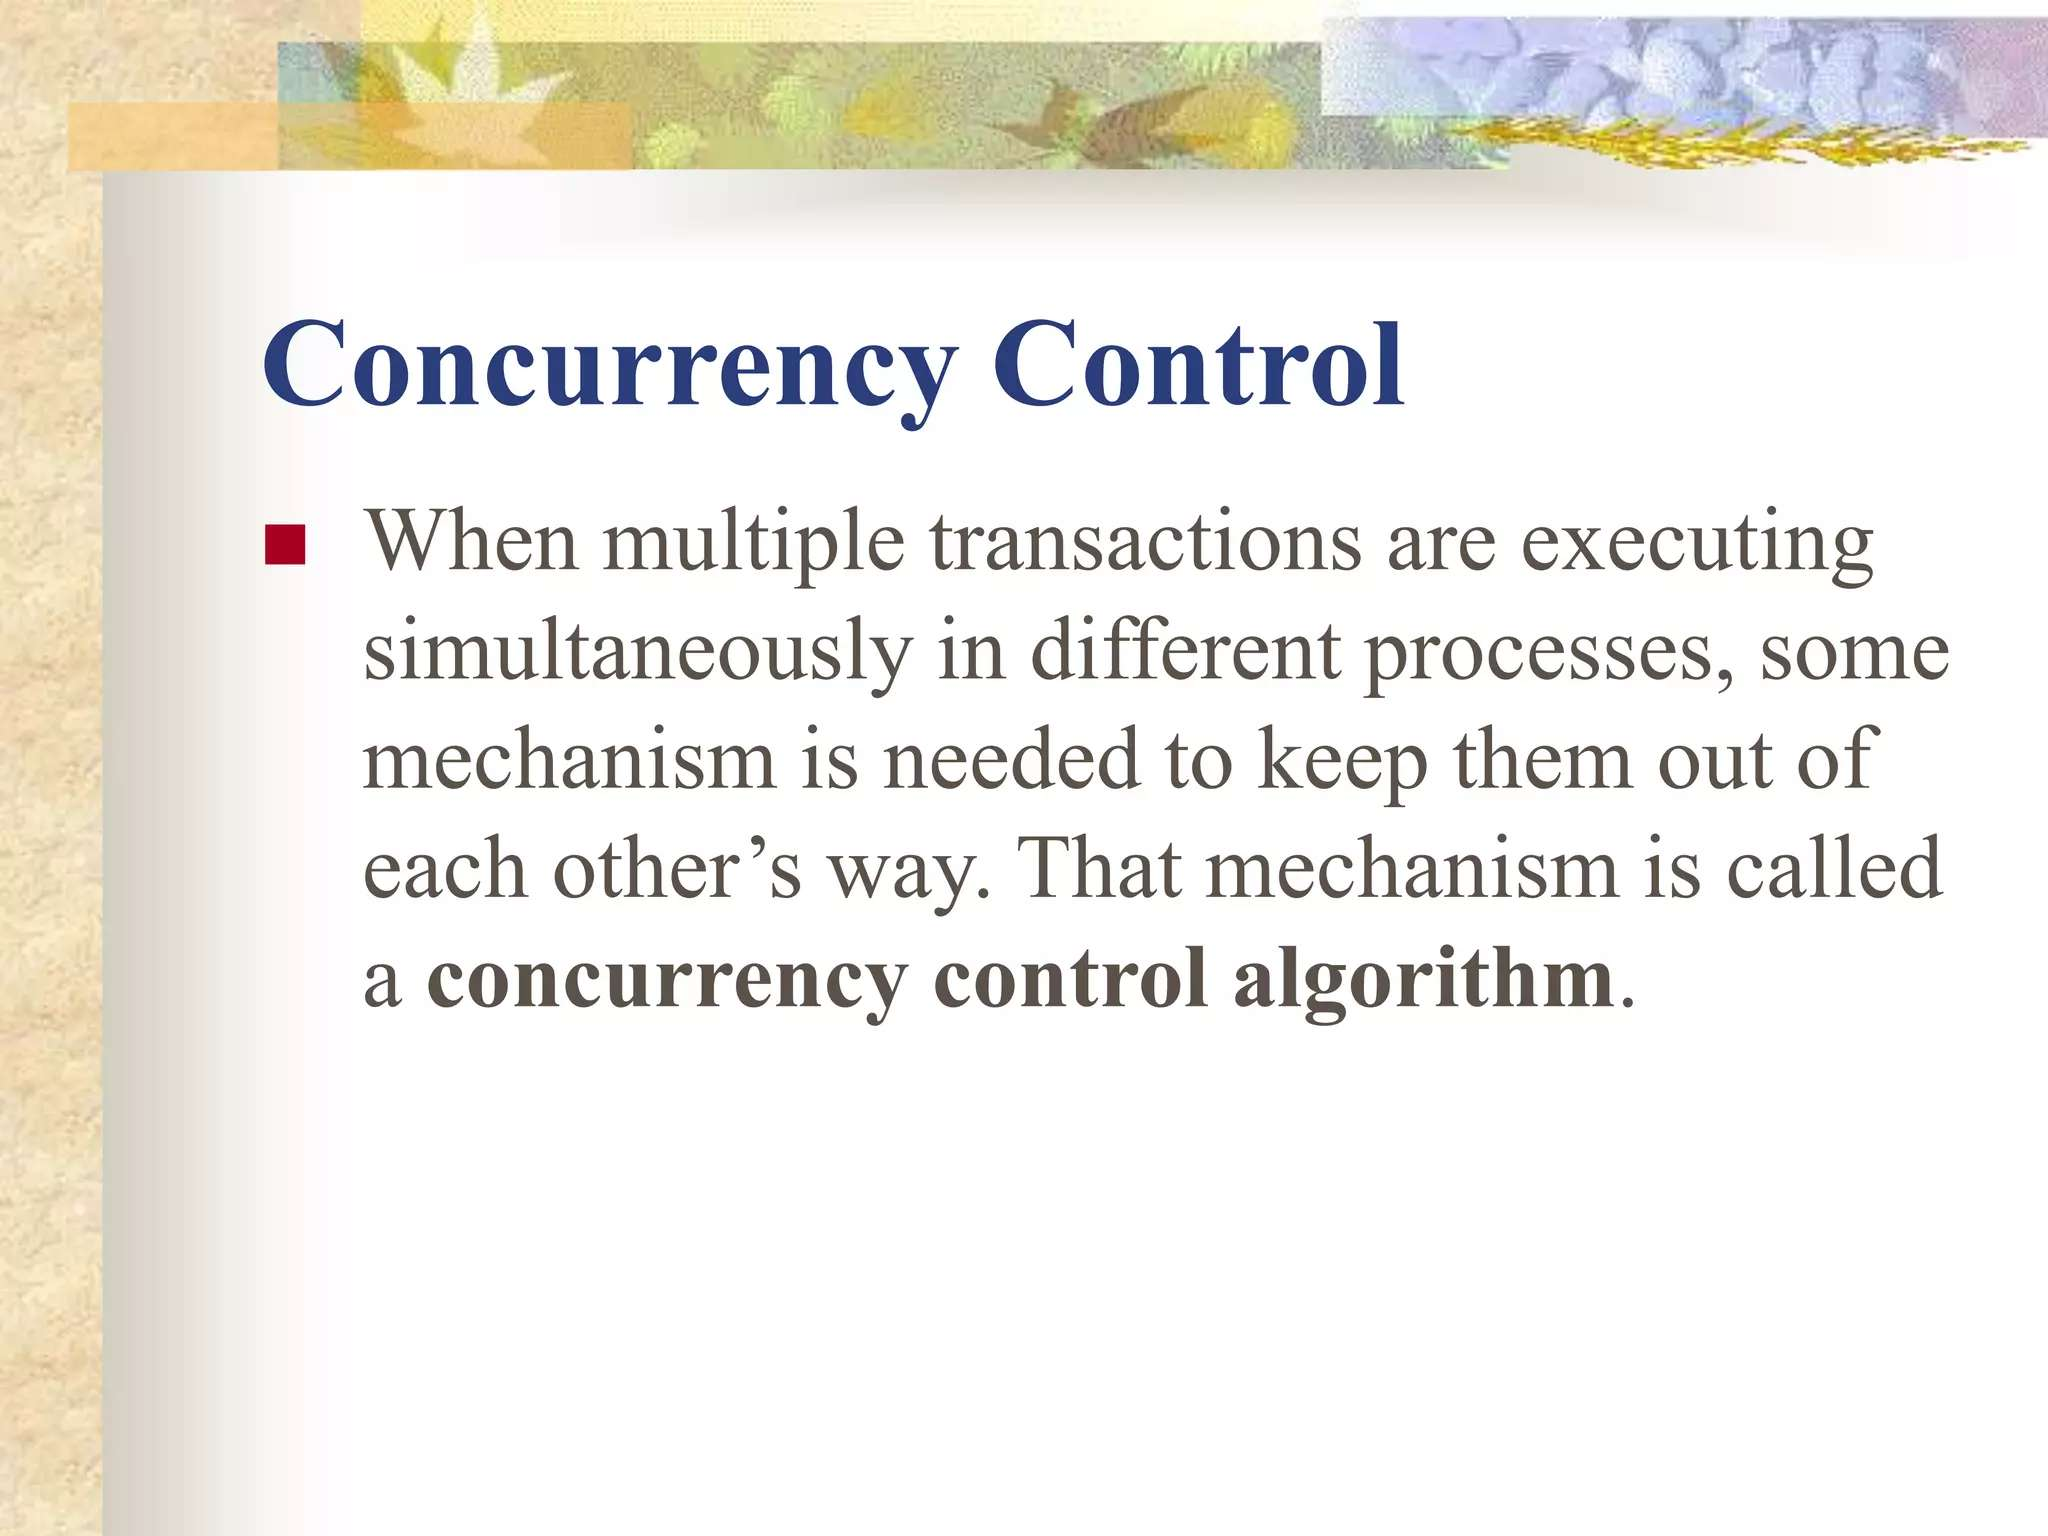 Concurrency Control
When multiple transactions are executing
simultaneously in different processes, some
mechanism is needed to keep them out of
each other’s way. That mechanism is called
a concurrency control algorithm.